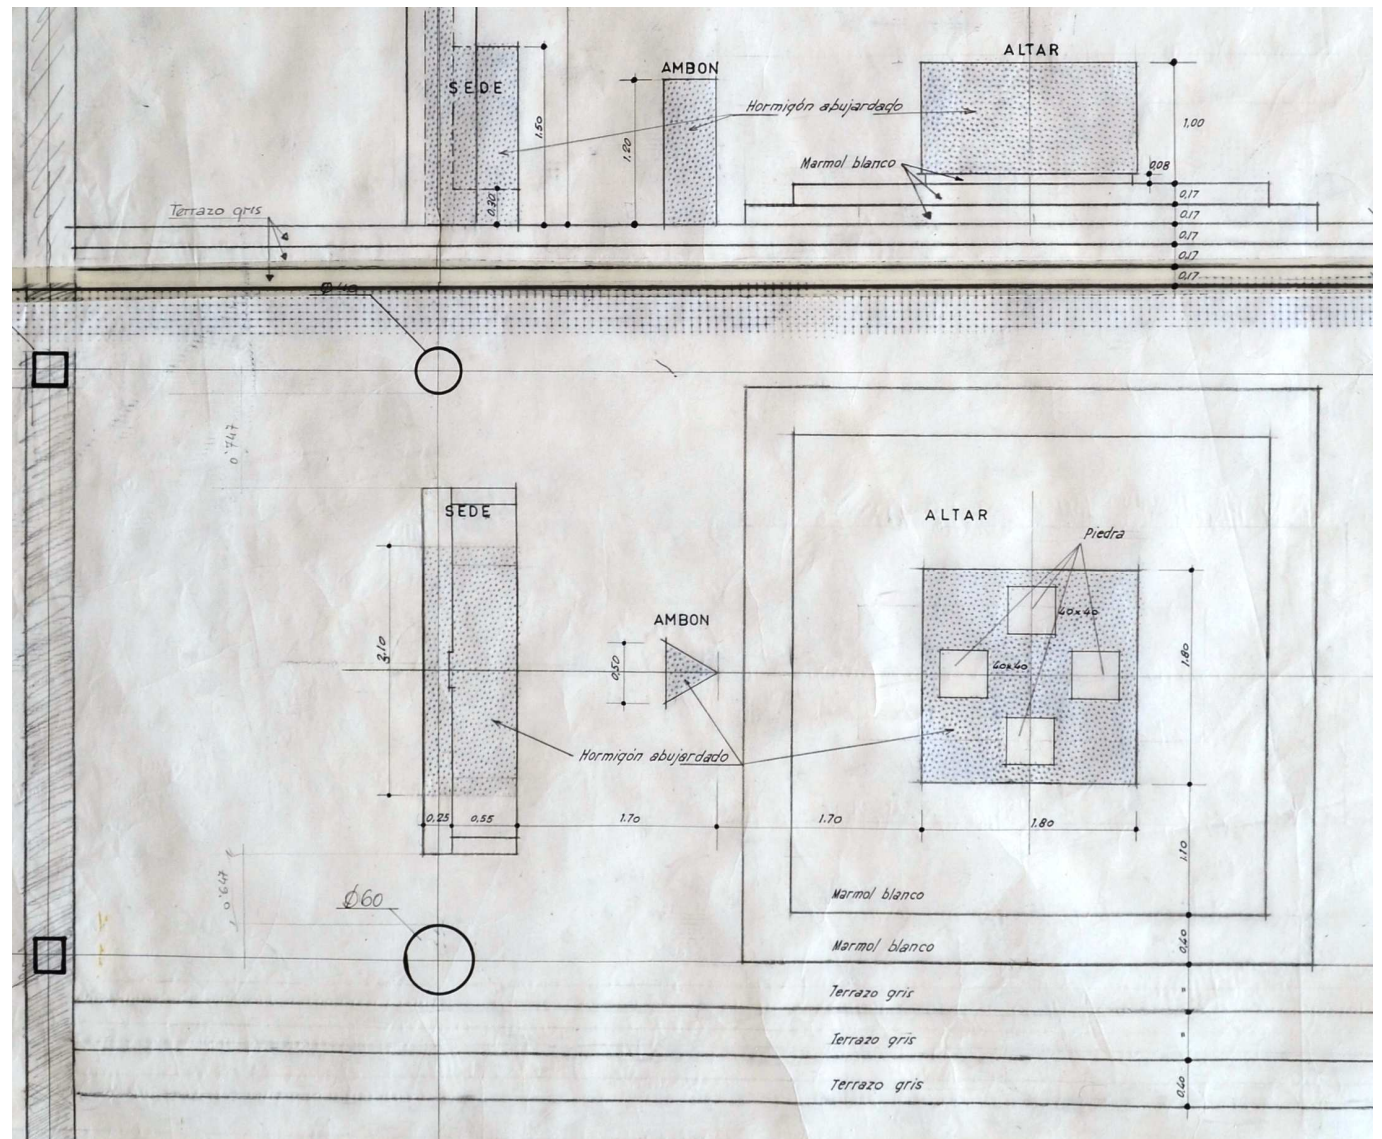 ALTAR
AMBON
SEDE
Hormigón abujardado
1.50
1.20
1,00
Marmol blanco
0,08
0,17
0,17
0,17
0,17
0,17
Terrazo gris
0'747
SEDE
ALTAR
Piedra
40x40
AMBON
40x40
0,50
1.80
Hormigón abujardado
0,25
0,55
1.70
1.70
1.80
1.10
0'647
Ø60
Marmol blanco
Marmol blanco
0,40
Terrazo gris
"
Terrazo gris
"
Terrazo gris
0,40